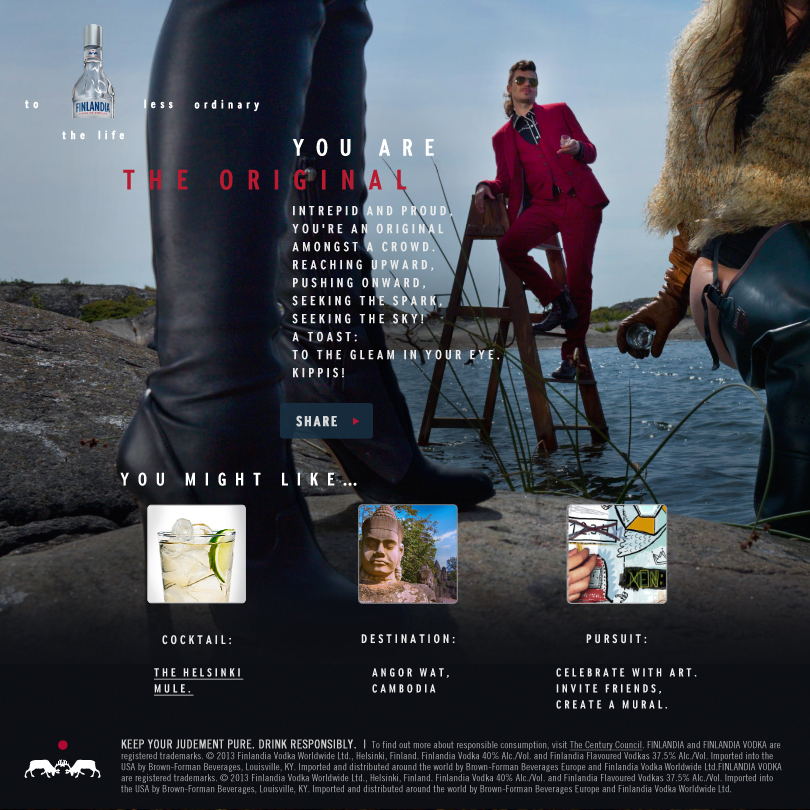 to
FINLANDIA
less ordinary
the life
YOU ARE
THE ORIGINAL
INTREPID AND PROUD,
YOU'RE AN ORIGINAL
AMONGST A CROWD.
REACHING UPWARD,
PUSHING ONWARD,
SEEKING THE SPARK,
SEEKING THE SKY!
A TOAST:
TO THE GLEAM IN YOUR EYE.
KIPPIS!
SHARE
YOU MIGHT LIKE...
COCKTAIL:
THE HELSINKI
MULE.
DESTINATION:
ANGOR WAT,
CAMBODIA
PURSUIT:
CELEBRATE WITH ART.
INVITE FRIENDS,
CREATE A MURAL.
KEEP YOUR JUDEMENT PURE. DRINK RESPONSIBLY. | To find out more about responsible consumption, visit The Century Council. FINLANDIA and FINLANDIA VODKA are
registered trademarks. © 2013 Finlandia Vodka Worldwide Ltd., Helsinki, Finland. Finlandia Vodka 40% Alc./Vol. and Finlandia Flavoured Vodkas 37.5% Alc./Vol. Imported into the
USA by Brown-Forman Beverages, Louisville, KY. Imported and distributed around the world by Brown-Forman Beverages Europe and Finlandia Vodka Worldwide Ltd.FINLANDIA VODKA
are registered trademarks. © 2013 Finlandia Vodka Worldwide Ltd., Helsinki, Finland. Finlandia Vodka 40% Alc./Vol. and Finlandia Flavoured Vodkas 37.5% Alc./Vol. Imported into
the USA by Brown-Forman Beverages, Louisville, KY. Imported and distributed around the world by Brown-Forman Beverages Europe and Finlandia Vodka Worldwide Ltd.